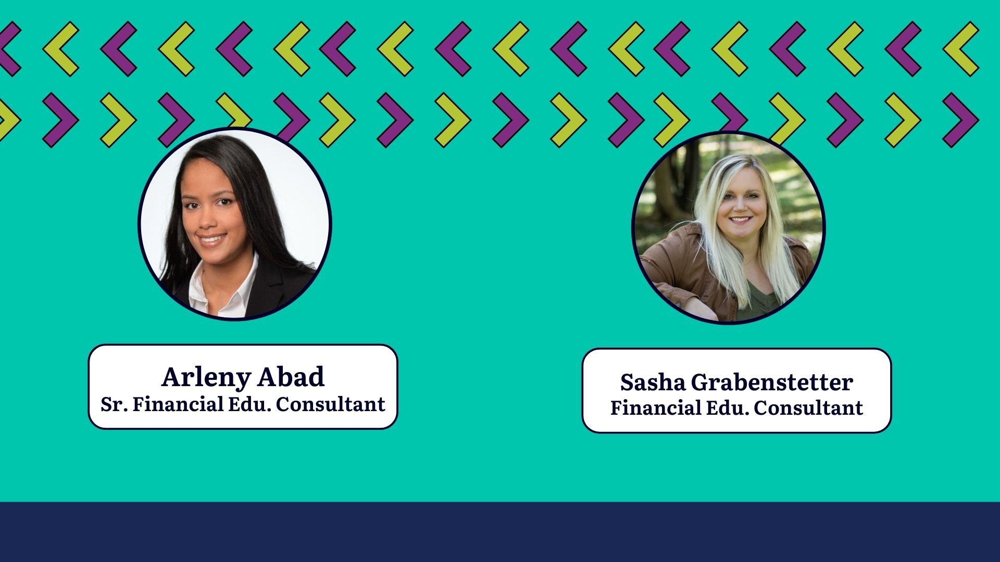 Arleny Abad
Sr. Financial Edu. Consultant
Sasha Grabenstetter
Financial Edu. Consultant